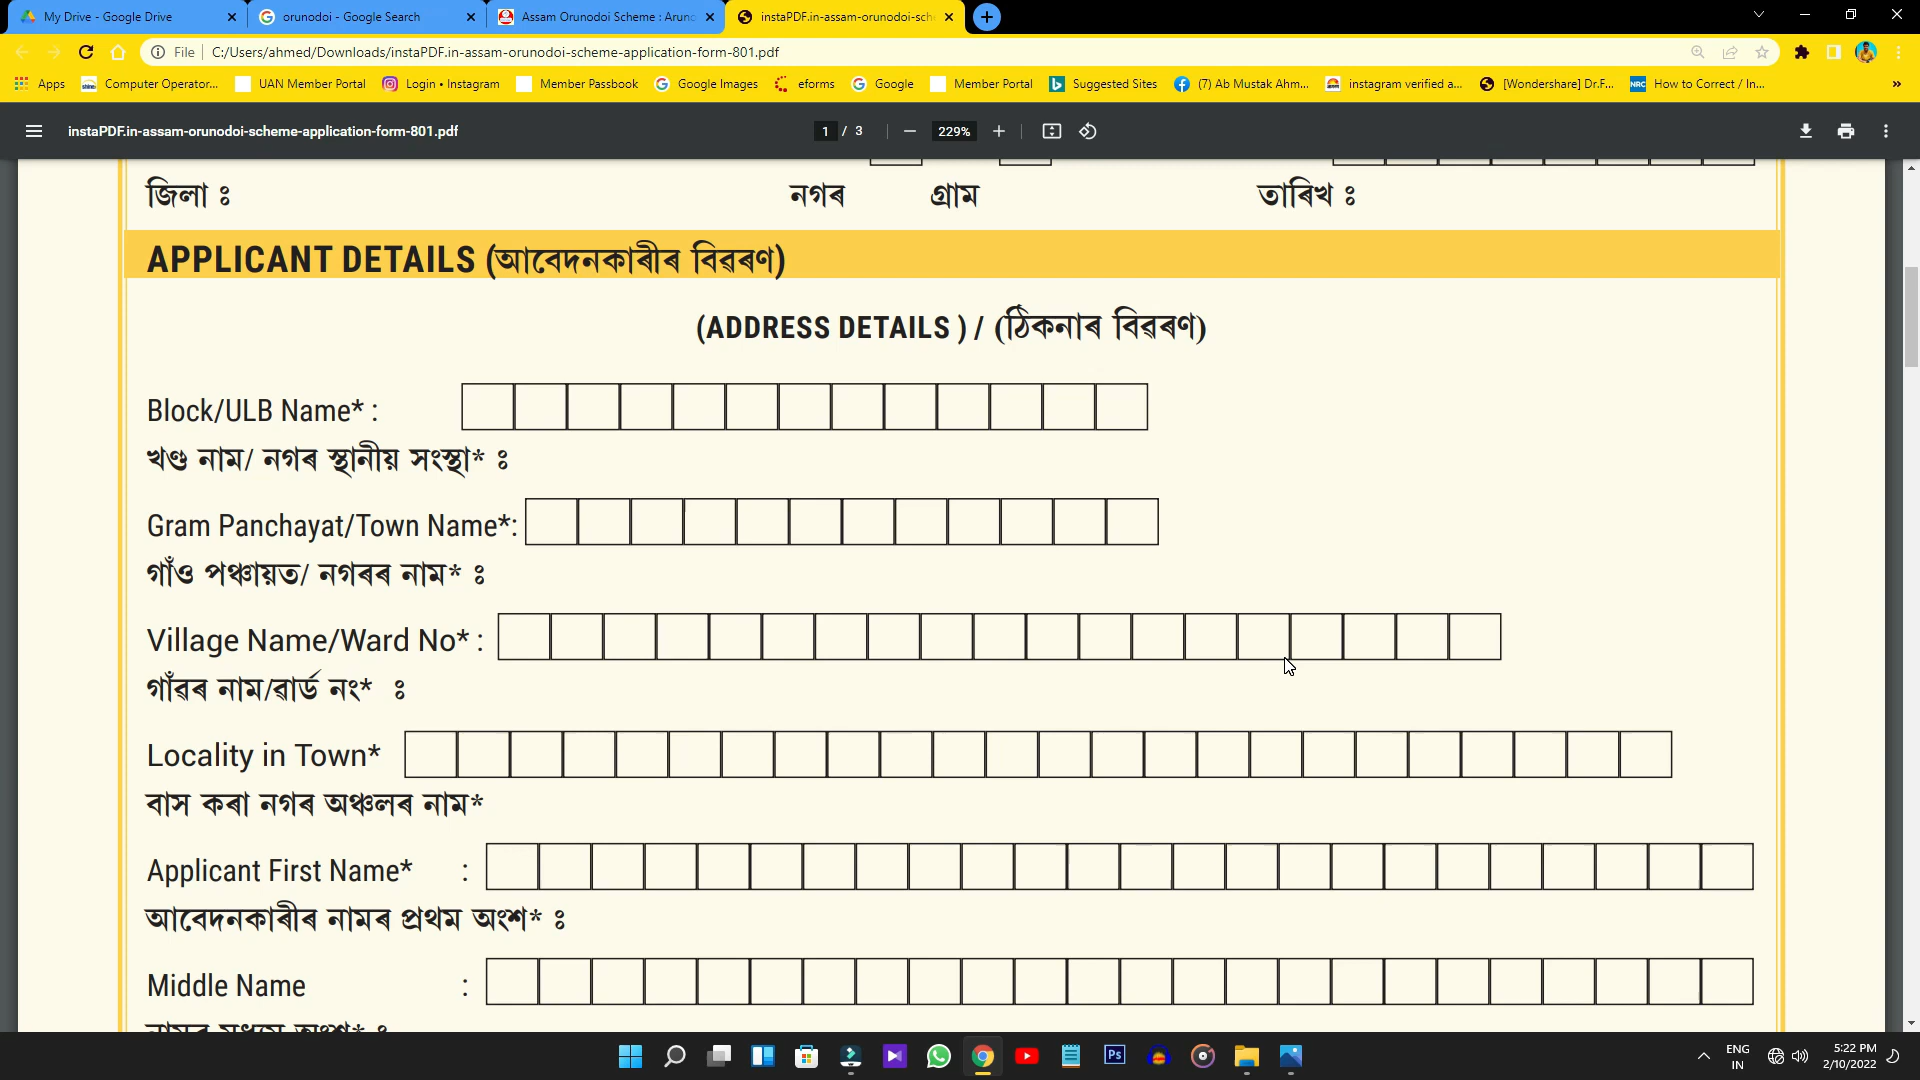 My Drive - Google Drive
orunodoi - Google Search
Assam Orunodoi Scheme : Aruno
instaPDF.in-assam-orunodoi-sch
File
C:/Users/ahmed/Downloads/instaPDF.in-assam-orunodoi-scheme-application-form-801.pdf
Apps
Computer Operator...
UAN Member Portal
Login • Instagram
Member Passbook
Google Images
eforms
Google
Member Portal
Suggested Sites
(7) Ab Mustak Ahm...
instagram verified a...
[Wondershare] Dr.F...
NRC
How to Correct / In...
instaPDF.in-assam-orunodoi-scheme-application-form-801.pdf
1 / 3
229%
জিলা ঃ নগৰ গ্ৰাম তাৰিখ ঃ
APPLICANT DETAILS (আবেদনকাৰীৰ বিৱৰণ)
(ADDRESS DETAILS ) / (ঠিকনাৰ বিৱৰণ)
Block/ULB Name* :
খণ্ড নাম/ নগৰ স্থানীয় সংস্থা* ঃ
Gram Panchayat/Town Name*:
গাঁও পঞ্চায়ত/ নগৰৰ নাম* ঃ
Village Name/Ward No* :
গাঁৱৰ নাম/ৱাৰ্ড নং* ঃ
Locality in Town*
বাস কৰা নগৰ অঞ্চলৰ নাম*
Applicant First Name* :
আবেদনকাৰীৰ নামৰ প্ৰথম অংশ* ঃ
Middle Name :
Ps
ENG
IN
5:22 PM
2/10/2022